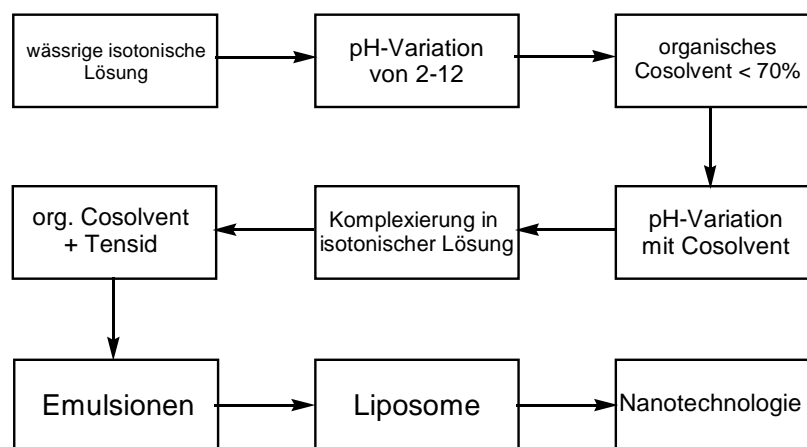 wässrige isotonische
Lösung
pH-Variation
von 2-12
organisches
Cosolvent < 70%
pH-Variation
mit Cosolvent
Komplexierung in
isotonischer Lösung
org. Cosolvent
+ Tensid
Emulsionen
Liposome
Nanotechnologie